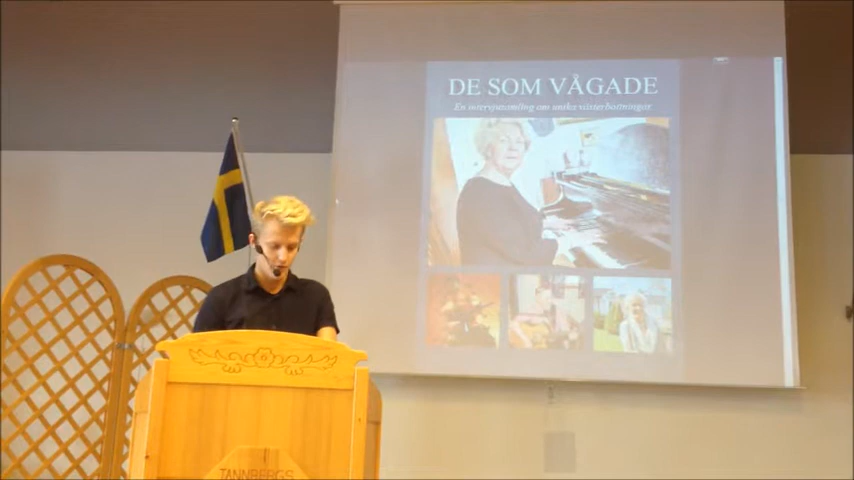 DE SOM VÅGADE
En intervjusamling om unika västerbottningar
TANNBERGS